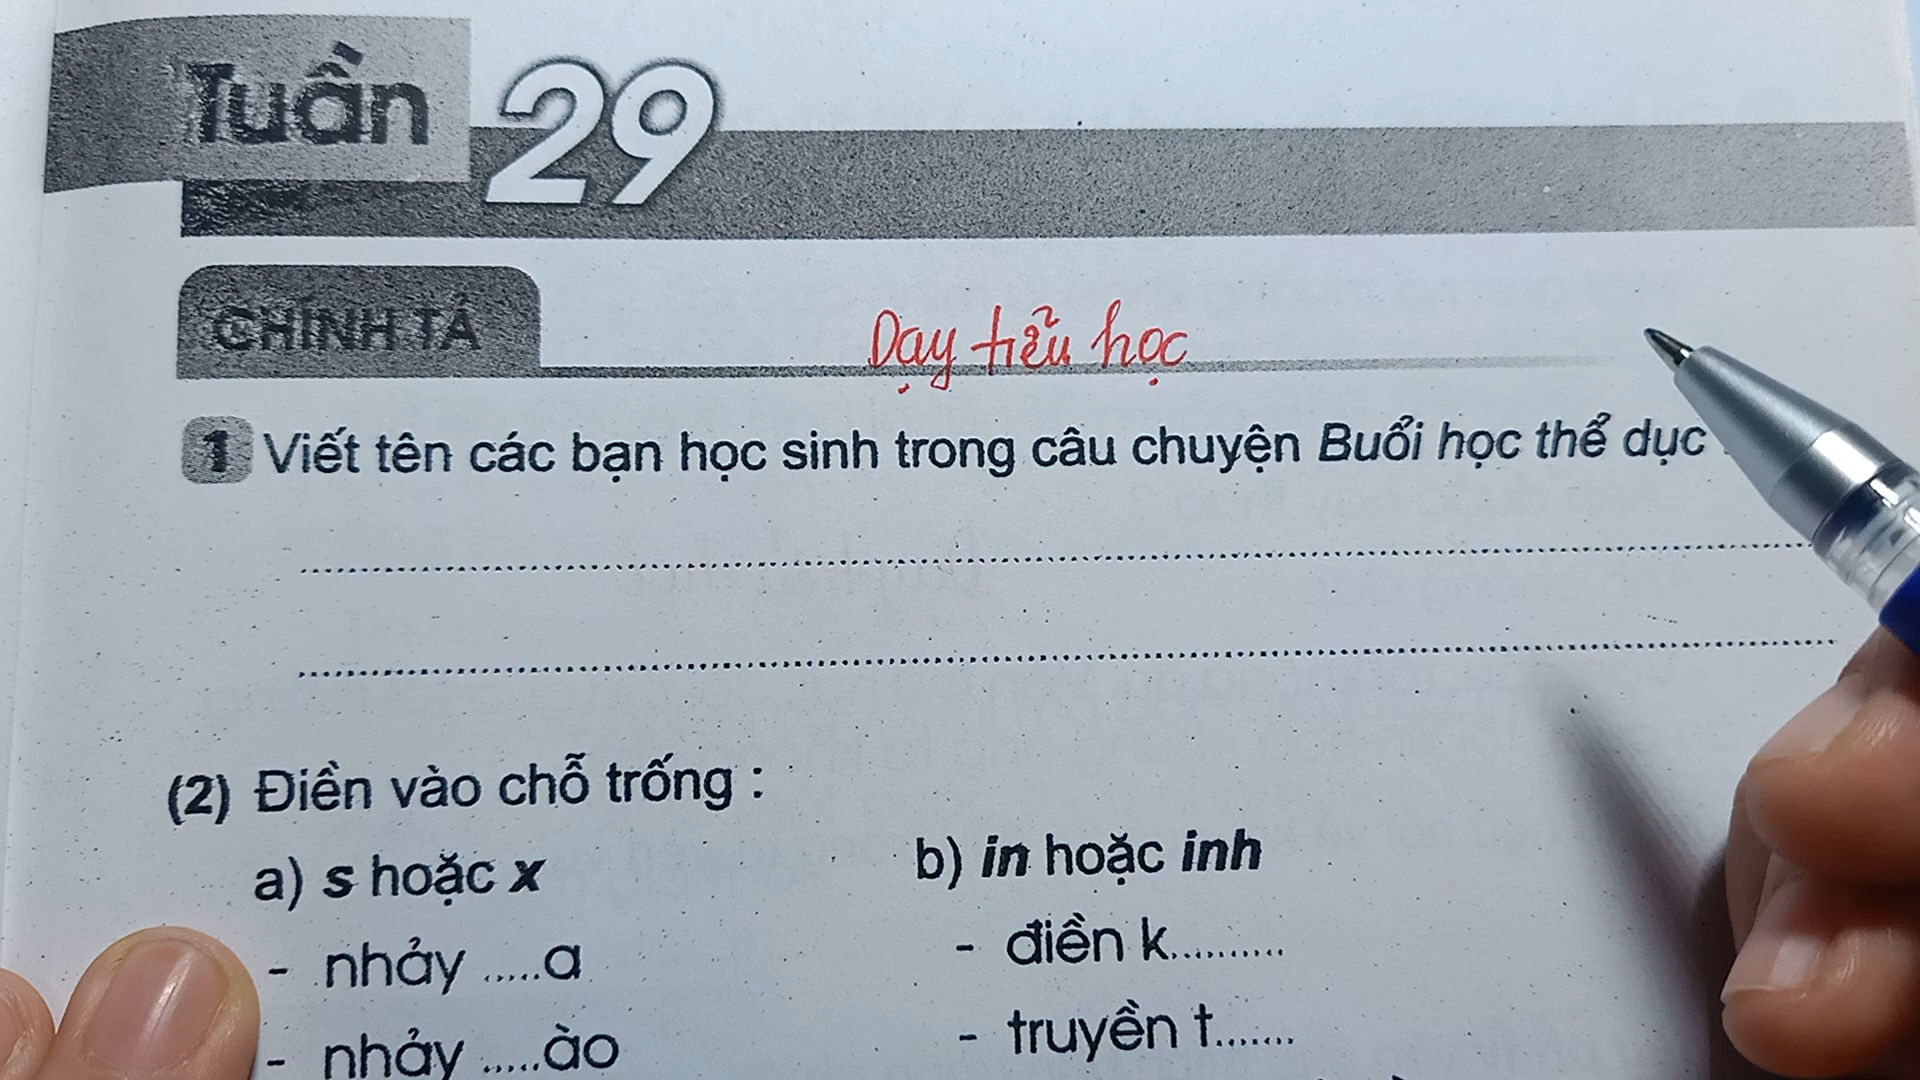 Tuần 29
CHÍNH TẢ
Dạy tiểu học
1 Viết tên các bạn học sinh trong câu chuyện Buổi học thể dục
(2) Điền vào chỗ trống :
a) s hoặc x
b) in hoặc inh
- nhảy .....a
- điền k..........
- nhảy .....ào
- truyền t.......